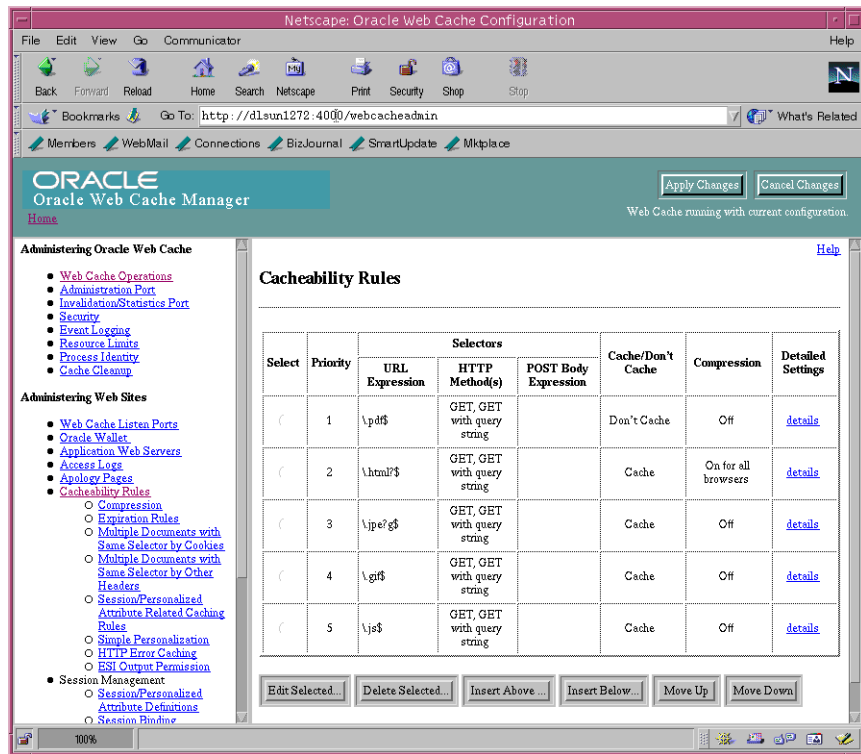 Netscape: Oracle Web Cache Configuration
File Edit View Go Communicator Help
Back Forward Reload Home Search Netscape Print Security Shop Stop
My
N
Bookmarks Go To: http://dlsun1272:4000/webcacheadmin What's Related
Members WebMail Connections BizJournal SmartUpdate Mktplace
ORACLE
Oracle Web Cache Manager
Home
Apply Changes Cancel Changes
Web Cache running with current configuration.
Administering Oracle Web Cache
Web Cache Operations
Administration Port
Invalidation/Statistics Port
Security
Event Logging
Resource Limits
Process Identity
Cache Cleanup
Administering Web Sites
Web Cache Listen Ports
Oracle Wallet
Application Web Servers
Access Logs
Apology Pages
Cacheability Rules
Compression
Expiration Rules
Multiple Documents with
Same Selector by Cookies
Multiple Documents with
Same Selector by Other
Headers
Session/Personalized
Attribute Related Caching
Rules
Simple Personalization
HTTP Error Caching
ESI Output Permission
Session Management
Session/Personalized
Attribute Definitions
Session Binding
Help
Cacheability Rules
Select Priority Selectors Cache/Don't Cache Compression Detailed Settings
URL Expression HTTP Method(s) POST Body Expression
1 \.pdf$ GET, GET with query string Don't Cache Off details
2 \.html?$ GET, GET with query string Cache On for all browsers details
3 \.jpe?g$ GET, GET with query string Cache Off details
4 \.gif$ GET, GET with query string Cache Off details
5 \.js$ GET, GET with query string Cache Off details
Edit Selected... Delete Selected... Insert Above ... Insert Below... Move Up Move Down
100%